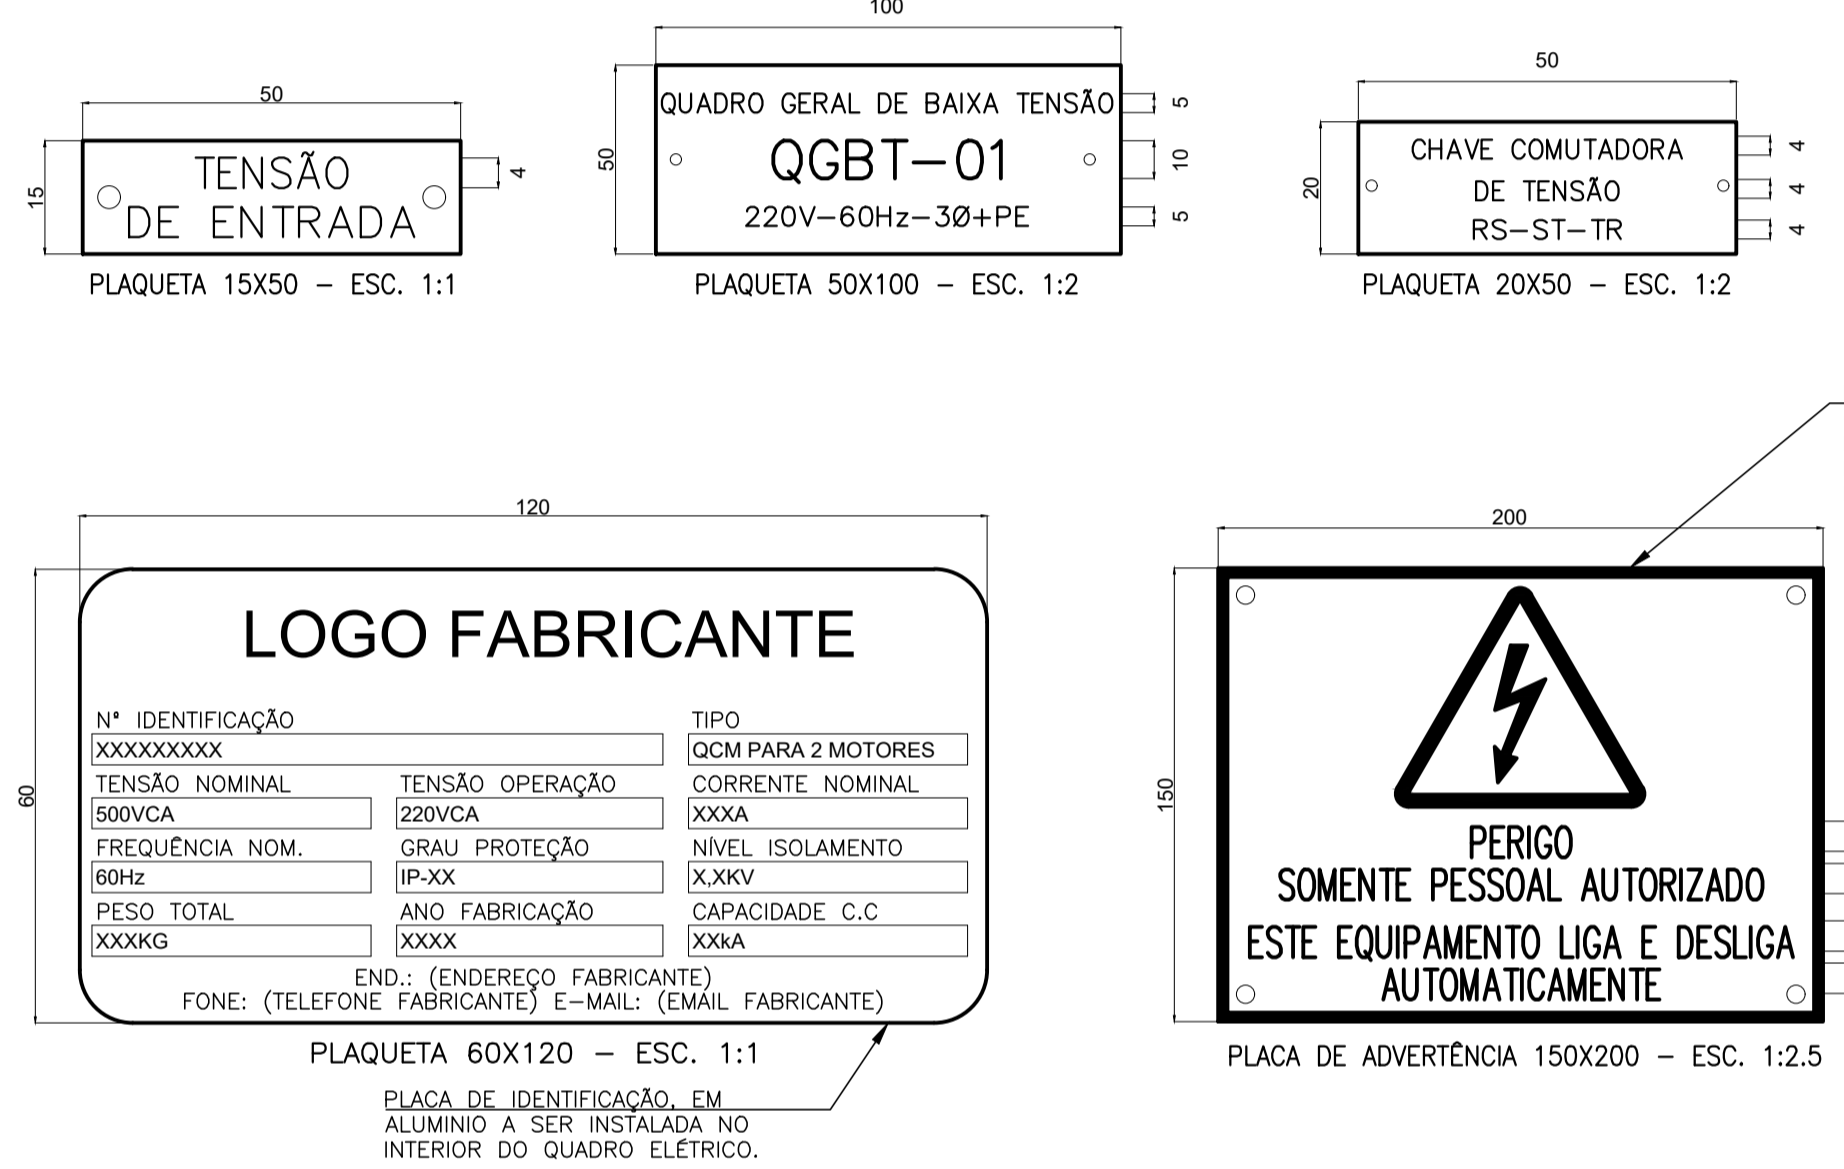 50
15
TENSÃO
DE ENTRADA
4
PLAQUETA 15X50 – ESC. 1:1
100
50
QUADRO GERAL DE BAIXA TENSÃO
QGBT–01
220V–60Hz–3Ø+PE
5
10
5
PLAQUETA 50X100 – ESC. 1:2
50
20
CHAVE COMUTADORA
DE TENSÃO
RS–ST–TR
4
4
4
PLAQUETA 20X50 – ESC. 1:2
120
60
LOGO FABRICANTE
Nº IDENTIFICAÇÃO TIPO
XXXXXXXXX QCM PARA 2 MOTORES
TENSÃO NOMINAL TENSÃO OPERAÇÃO CORRENTE NOMINAL
500VCA 220VCA XXXA
FREQUÊNCIA NOM. GRAU PROTEÇÃO NÍVEL ISOLAMENTO
60Hz IP-XX X,XKV
PESO TOTAL ANO FABRICAÇÃO CAPACIDADE C.C
XXXKG XXXX XXkA
END.: (ENDEREÇO FABRICANTE)
FONE: (TELEFONE FABRICANTE) E–MAIL: (EMAIL FABRICANTE)
PLAQUETA 60X120 – ESC. 1:1
PLACA DE IDENTIFICAÇÃO, EM
ALUMINIO A SER INSTALADA NO
INTERIOR DO QUADRO ELÉTRICO.
200
150
PERIGO
SOMENTE PESSOAL AUTORIZADO
ESTE EQUIPAMENTO LIGA E DESLIGA
AUTOMATICAMENTE
PLACA DE ADVERTÊNCIA 150X200 – ESC. 1:2.5